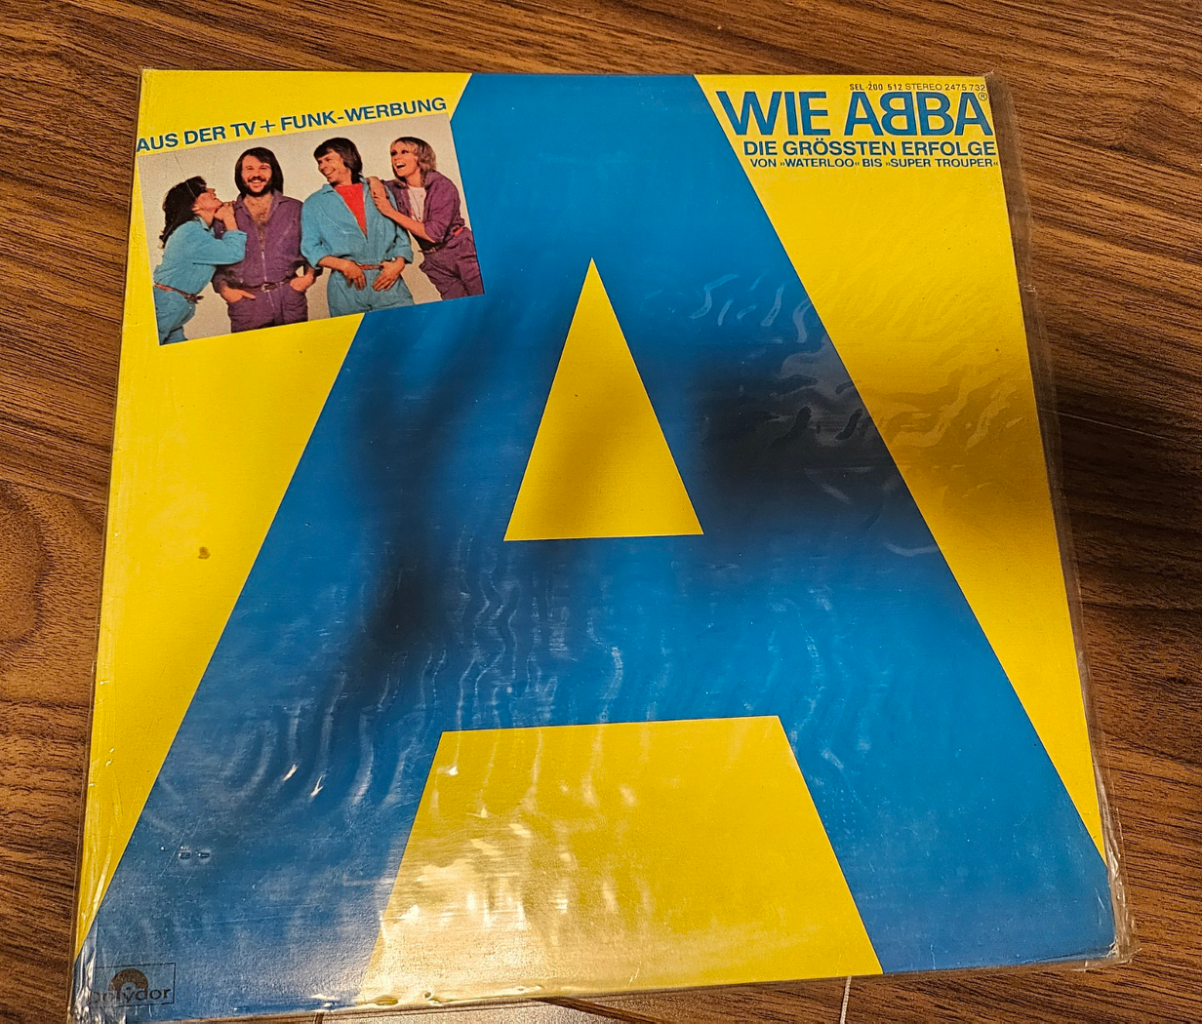 AUS DER TV + FUNK-WERBUNG
SEL 200 512 STEREO 2475 732
WIE ABBA®
DIE GRÖSSTEN ERFOLGE
VON »WATERLOO« BIS »SUPER TROUPER«
polydor